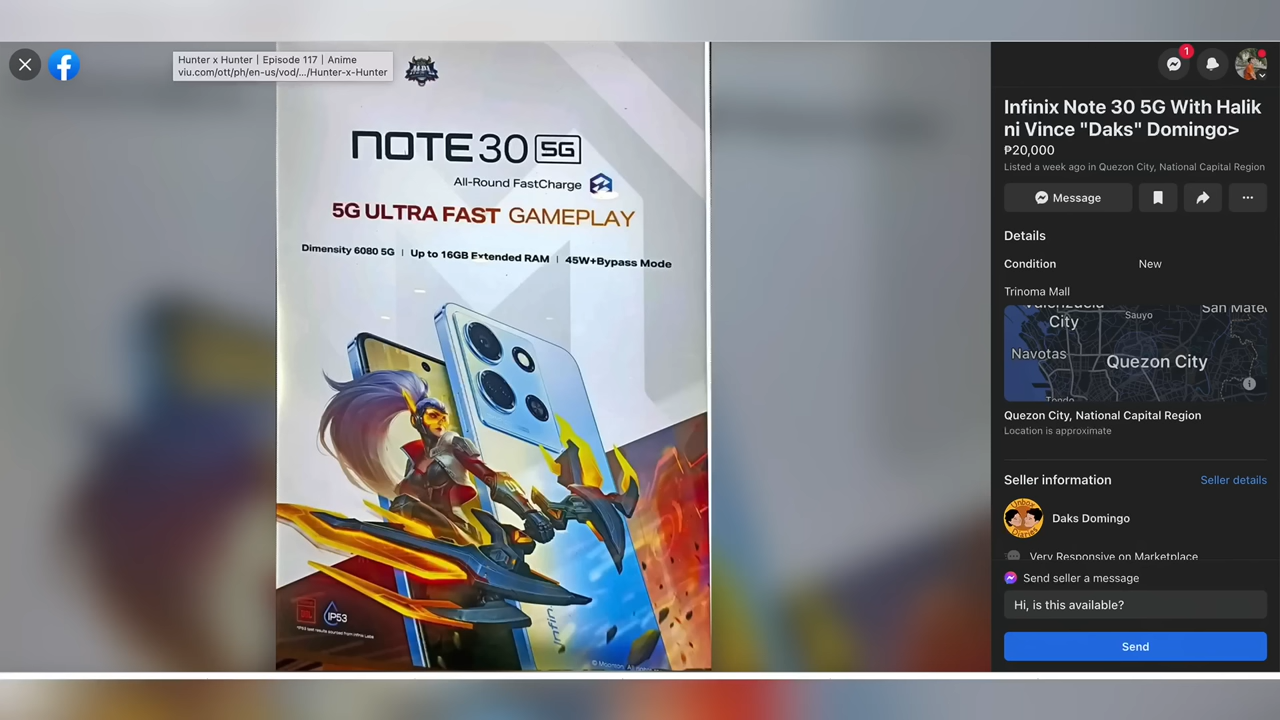 Hunter x Hunter | Episode 117 | Anime
viu.com/ott/ph/en-us/vod/.../Hunter-x-Hunter
NOTE 30 5G
All-Round FastCharge
5G ULTRA FAST GAMEPLAY
Dimensity 6080 5G | Up to 16GB Extended RAM | 45W+Bypass Mode
IP53
Infinix
1
Infinix Note 30 5G With Halik
ni Vince "Daks" Domingo>
₱20,000
Listed a week ago in Quezon City, National Capital Region
Message
Details
Condition New
Trinoma Mall
Valenzuela
City
Sauyo
San Mateo
Navotas
Quezon City
Tondo
Quezon City, National Capital Region
Location is approximate
Seller information
Seller details
Unbox
Diaries
Daks Domingo
Very Responsive on Marketplace
Send seller a message
Hi, is this available?
Send